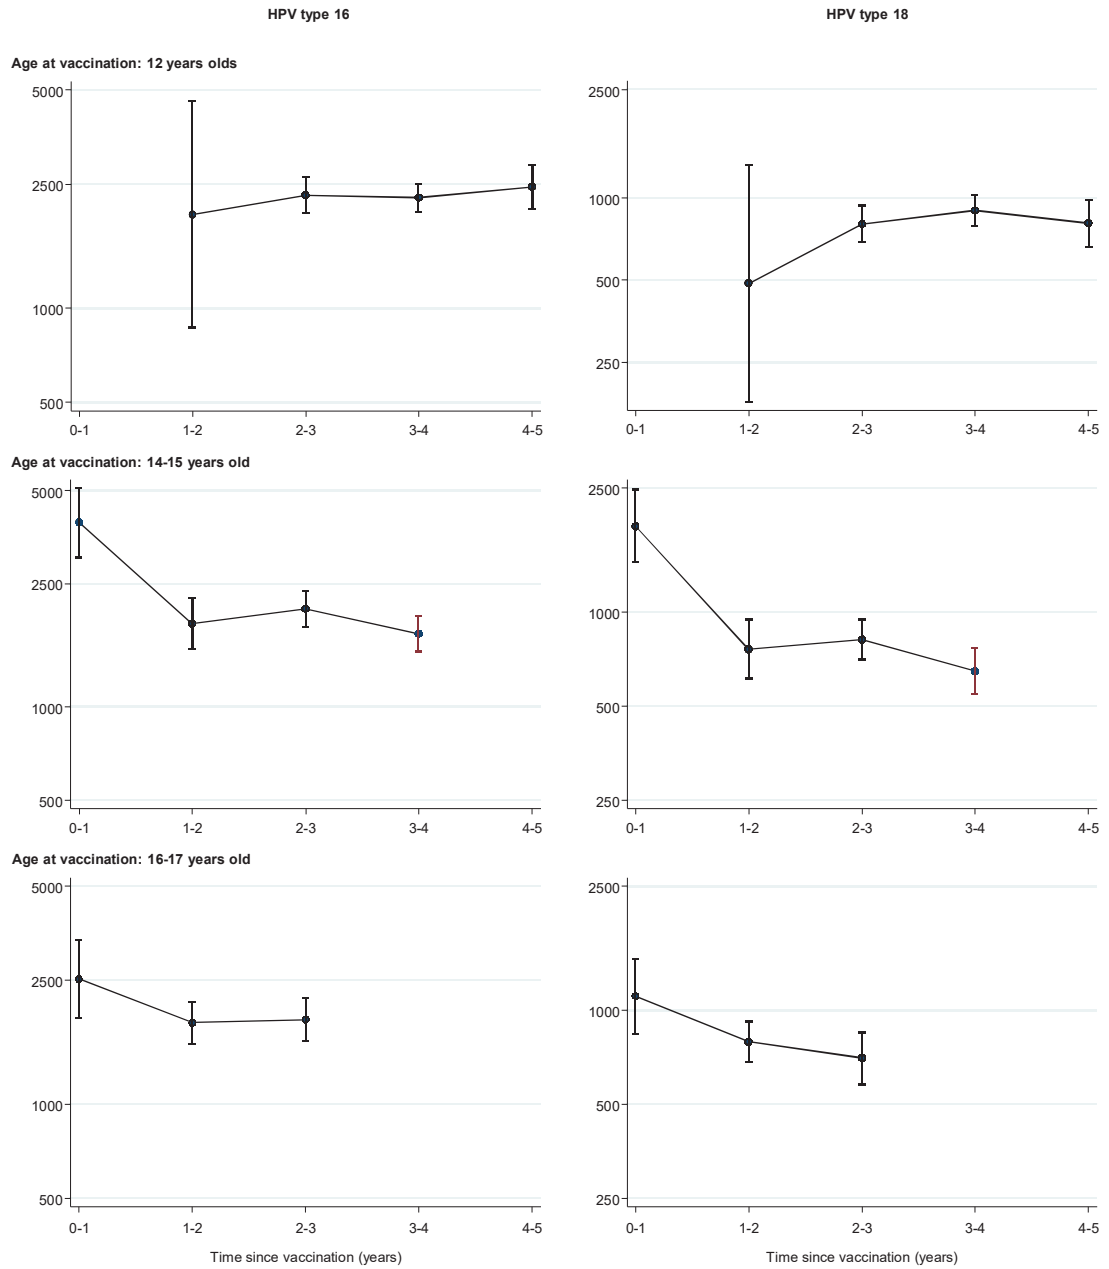 HPV type 16
HPV type 18
Age at vaccination: 12 years olds
5000
2500
1000
500
0-1 1-2 2-3 3-4 4-5
2500
1000
500
250
0-1 1-2 2-3 3-4 4-5
Age at vaccination: 14-15 years old
5000
2500
1000
500
0-1 1-2 2-3 3-4 4-5
2500
1000
500
250
0-1 1-2 2-3 3-4 4-5
Age at vaccination: 16-17 years old
5000
2500
1000
500
0-1 1-2 2-3 3-4 4-5
Time since vaccination (years)
2500
1000
500
250
0-1 1-2 2-3 3-4 4-5
Time since vaccination (years)